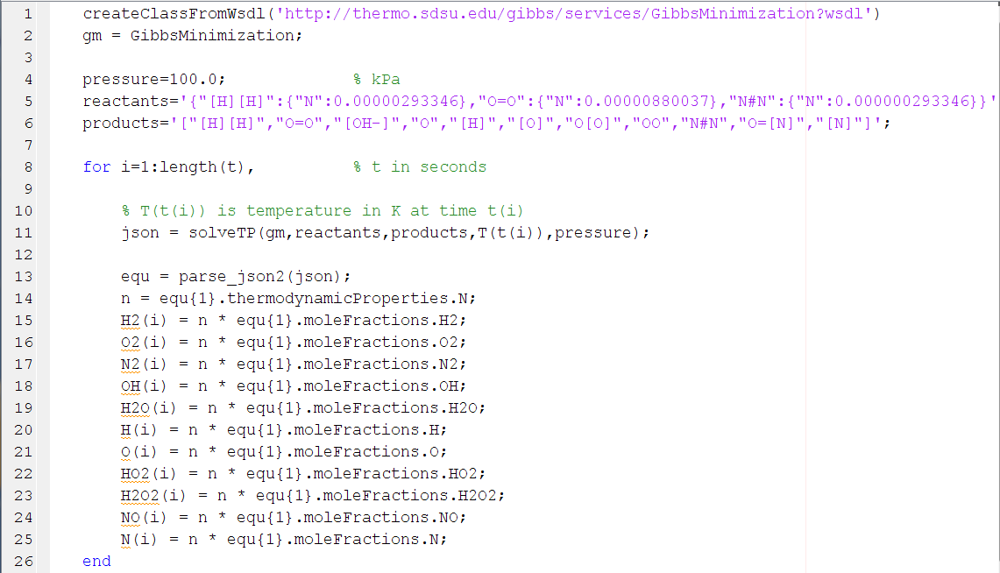 1 createClassFromWsdl('http://thermo.sdsu.edu/gibbs/services/GibbsMinimization?wsdl')
2 gm = GibbsMinimization;
3
4 pressure=100.0; % kPa
5 reactants='{"[H][H]":{"N":0.00000293346},"O=O":{"N":0.00000880037},"N#N":{"N":0.000000293346}}'
6 products='["[H][H]","O=O","[OH-]","O","[H]","[O]","O[O]","OO","N#N","O=[N]","[N]"]';
7
8 for i=1:length(t), % t in seconds
9
10 % T(t(i)) is temperature in K at time t(i)
11 json = solveTP(gm,reactants,products,T(t(i)),pressure);
12
13 equ = parse_json2(json);
14 n = equ{1}.thermodynamicProperties.N;
15 H2(i) = n * equ{1}.moleFractions.H2;
16 O2(i) = n * equ{1}.moleFractions.O2;
17 N2(i) = n * equ{1}.moleFractions.N2;
18 OH(i) = n * equ{1}.moleFractions.OH;
19 H2O(i) = n * equ{1}.moleFractions.H2O;
20 H(i) = n * equ{1}.moleFractions.H;
21 O(i) = n * equ{1}.moleFractions.O;
22 HO2(i) = n * equ{1}.moleFractions.HO2;
23 H2O2(i) = n * equ{1}.moleFractions.H2O2;
24 NO(i) = n * equ{1}.moleFractions.NO;
25 N(i) = n * equ{1}.moleFractions.N;
26 end